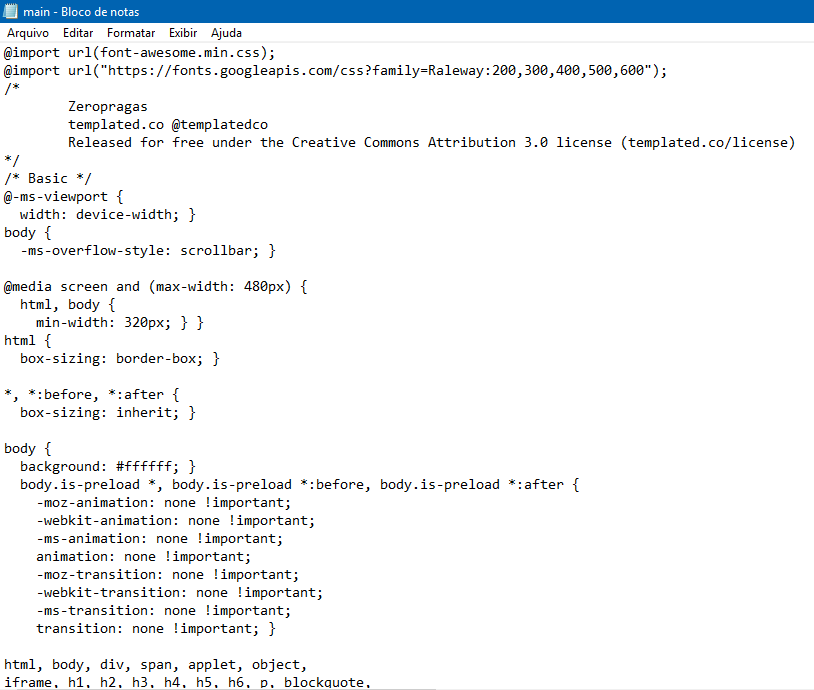 main - Bloco de notas
Arquivo Editar Formatar Exibir Ajuda
@import url(font-awesome.min.css);
@import url("https://fonts.googleapis.com/css?family=Raleway:200,300,400,500,600");
/*
        Zeropragas
        templated.co @templatedco
        Released for free under the Creative Commons Attribution 3.0 license (templated.co/license)
*/
/* Basic */
@-ms-viewport {
  width: device-width; }
body {
  -ms-overflow-style: scrollbar; }

@media screen and (max-width: 480px) {
  html, body {
    min-width: 320px; } }
html {
  box-sizing: border-box; }

*, *:before, *:after {
  box-sizing: inherit; }

body {
  background: #ffffff; }
  body.is-preload *, body.is-preload *:before, body.is-preload *:after {
    -moz-animation: none !important;
    -webkit-animation: none !important;
    -ms-animation: none !important;
    animation: none !important;
    -moz-transition: none !important;
    -webkit-transition: none !important;
    -ms-transition: none !important;
    transition: none !important; }

html, body, div, span, applet, object,
iframe, h1, h2, h3, h4, h5, h6, p, blockquote,